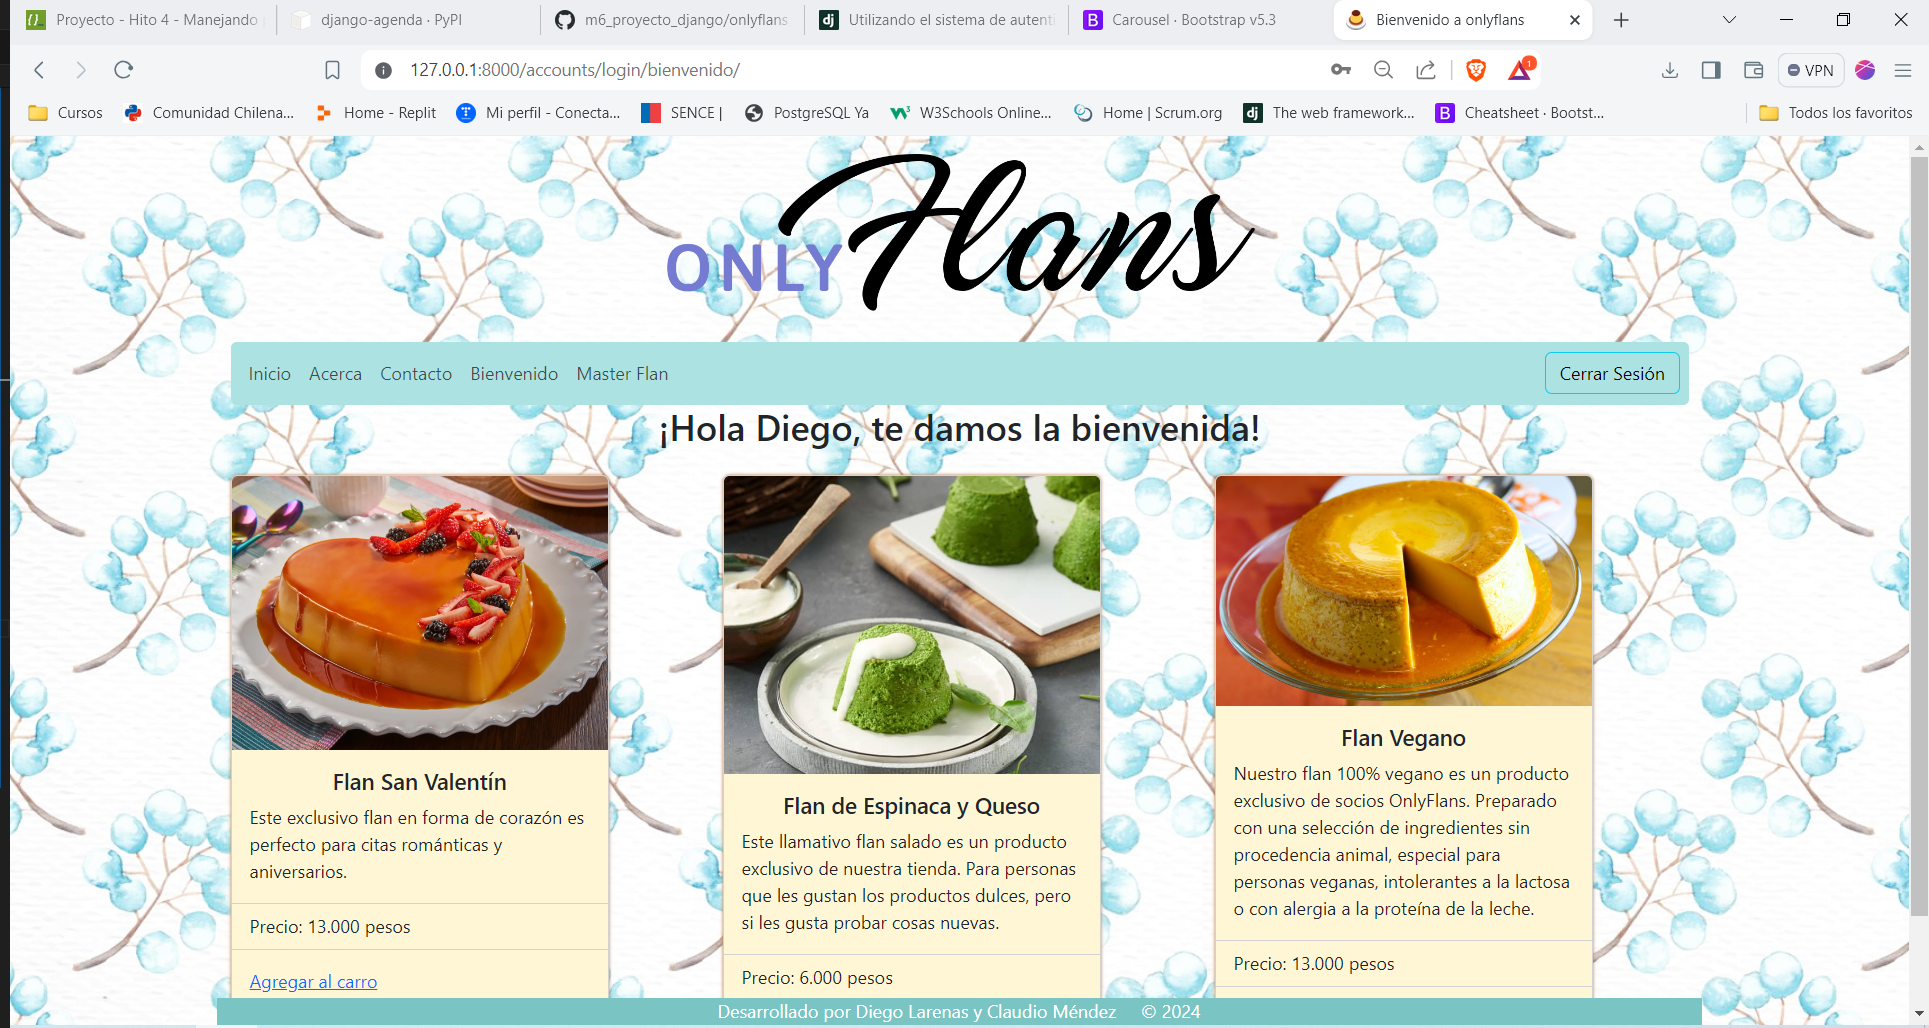 Proyecto - Hito 4 - Manejando
django-agenda · PyPI
m6_proyecto_django/onlyflans
Utilizando el sistema de autenti
Carousel · Bootstrap v5.3
Bienvenido a onlyflans
127.0.0.1:8000/accounts/login/bienvenido/
1
VPN
Cursos
Comunidad Chilena...
Home - Replit
Mi perfil - Conecta...
SENCE |
PostgreSQL Ya
W3Schools Online...
Home | Scrum.org
The web framework...
Cheatsheet · Bootst...
Todos los favoritos
ONLY Flans
Inicio
Acerca
Contacto
Bienvenido
Master Flan
Cerrar Sesión
¡Hola Diego, te damos la bienvenida!
Flan San Valentín
Este exclusivo flan en forma de corazón es
perfecto para citas románticas y
aniversarios.
Precio: 13.000 pesos
Agregar al carro
Flan de Espinaca y Queso
Este llamativo flan salado es un producto
exclusivo de nuestra tienda. Para personas
que les gustan los productos dulces, pero
si les gusta probar cosas nuevas.
Precio: 6.000 pesos
Flan Vegano
Nuestro flan 100% vegano es un producto
exclusivo de socios OnlyFlans. Preparado
con una selección de ingredientes sin
procedencia animal, especial para
personas veganas, intolerantes a la lactosa
o con alergia a la proteína de la leche.
Precio: 13.000 pesos
Desarrollado por Diego Larenas y Claudio Méndez © 2024